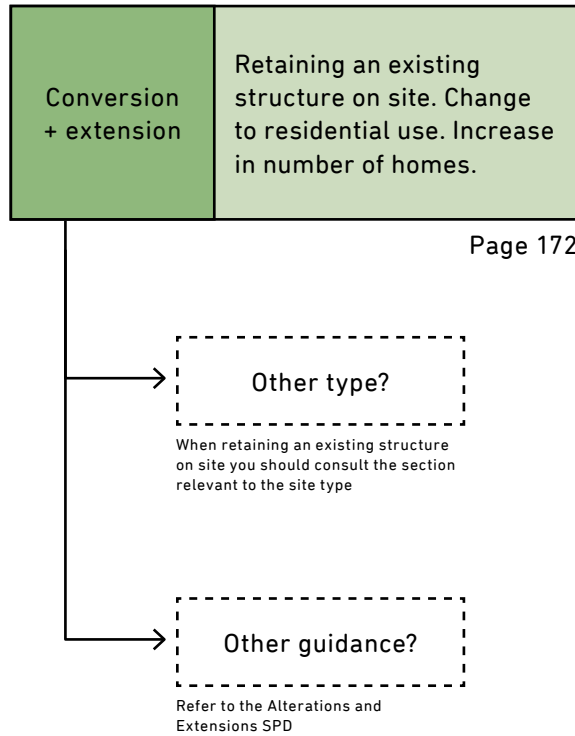 Conversion
+ extension
Retaining an existing
structure on site. Change
to residential use. Increase
in number of homes.
Page 172
Other type?
When retaining an existing structure
on site you should consult the section
relevant to the site type
Other guidance?
Refer to the Alterations and
Extensions SPD